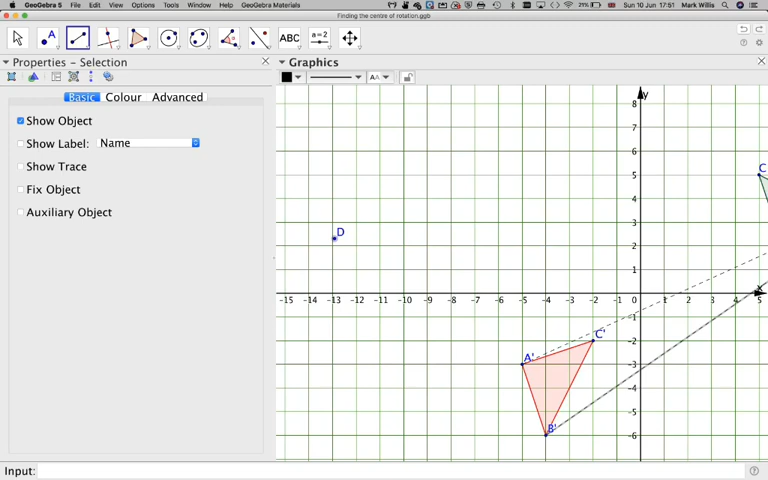 GeoGebra 5 File Edit View Options Tools Window Help GeoGebra Materials 21% Sun 10 Jun 17:51 Mark Willis
Finding the centre of rotation.ggb
A ABC a=2
Properties - Selection
Graphics
AA
Basic Colour Advanced
Show Object
Show Label: Name
Show Trace
Fix Object
Auxiliary Object
y
8
7
6
5
C
4
3
D
2
1
x
-15 -14 -13 -12 -11 -10 -9 -8 -7 -6 -5 -4 -3 -2 -1 0 1 2 3 4 5
-1
C'
-2
A'
-3
-4
-5
B'
-6
Input: